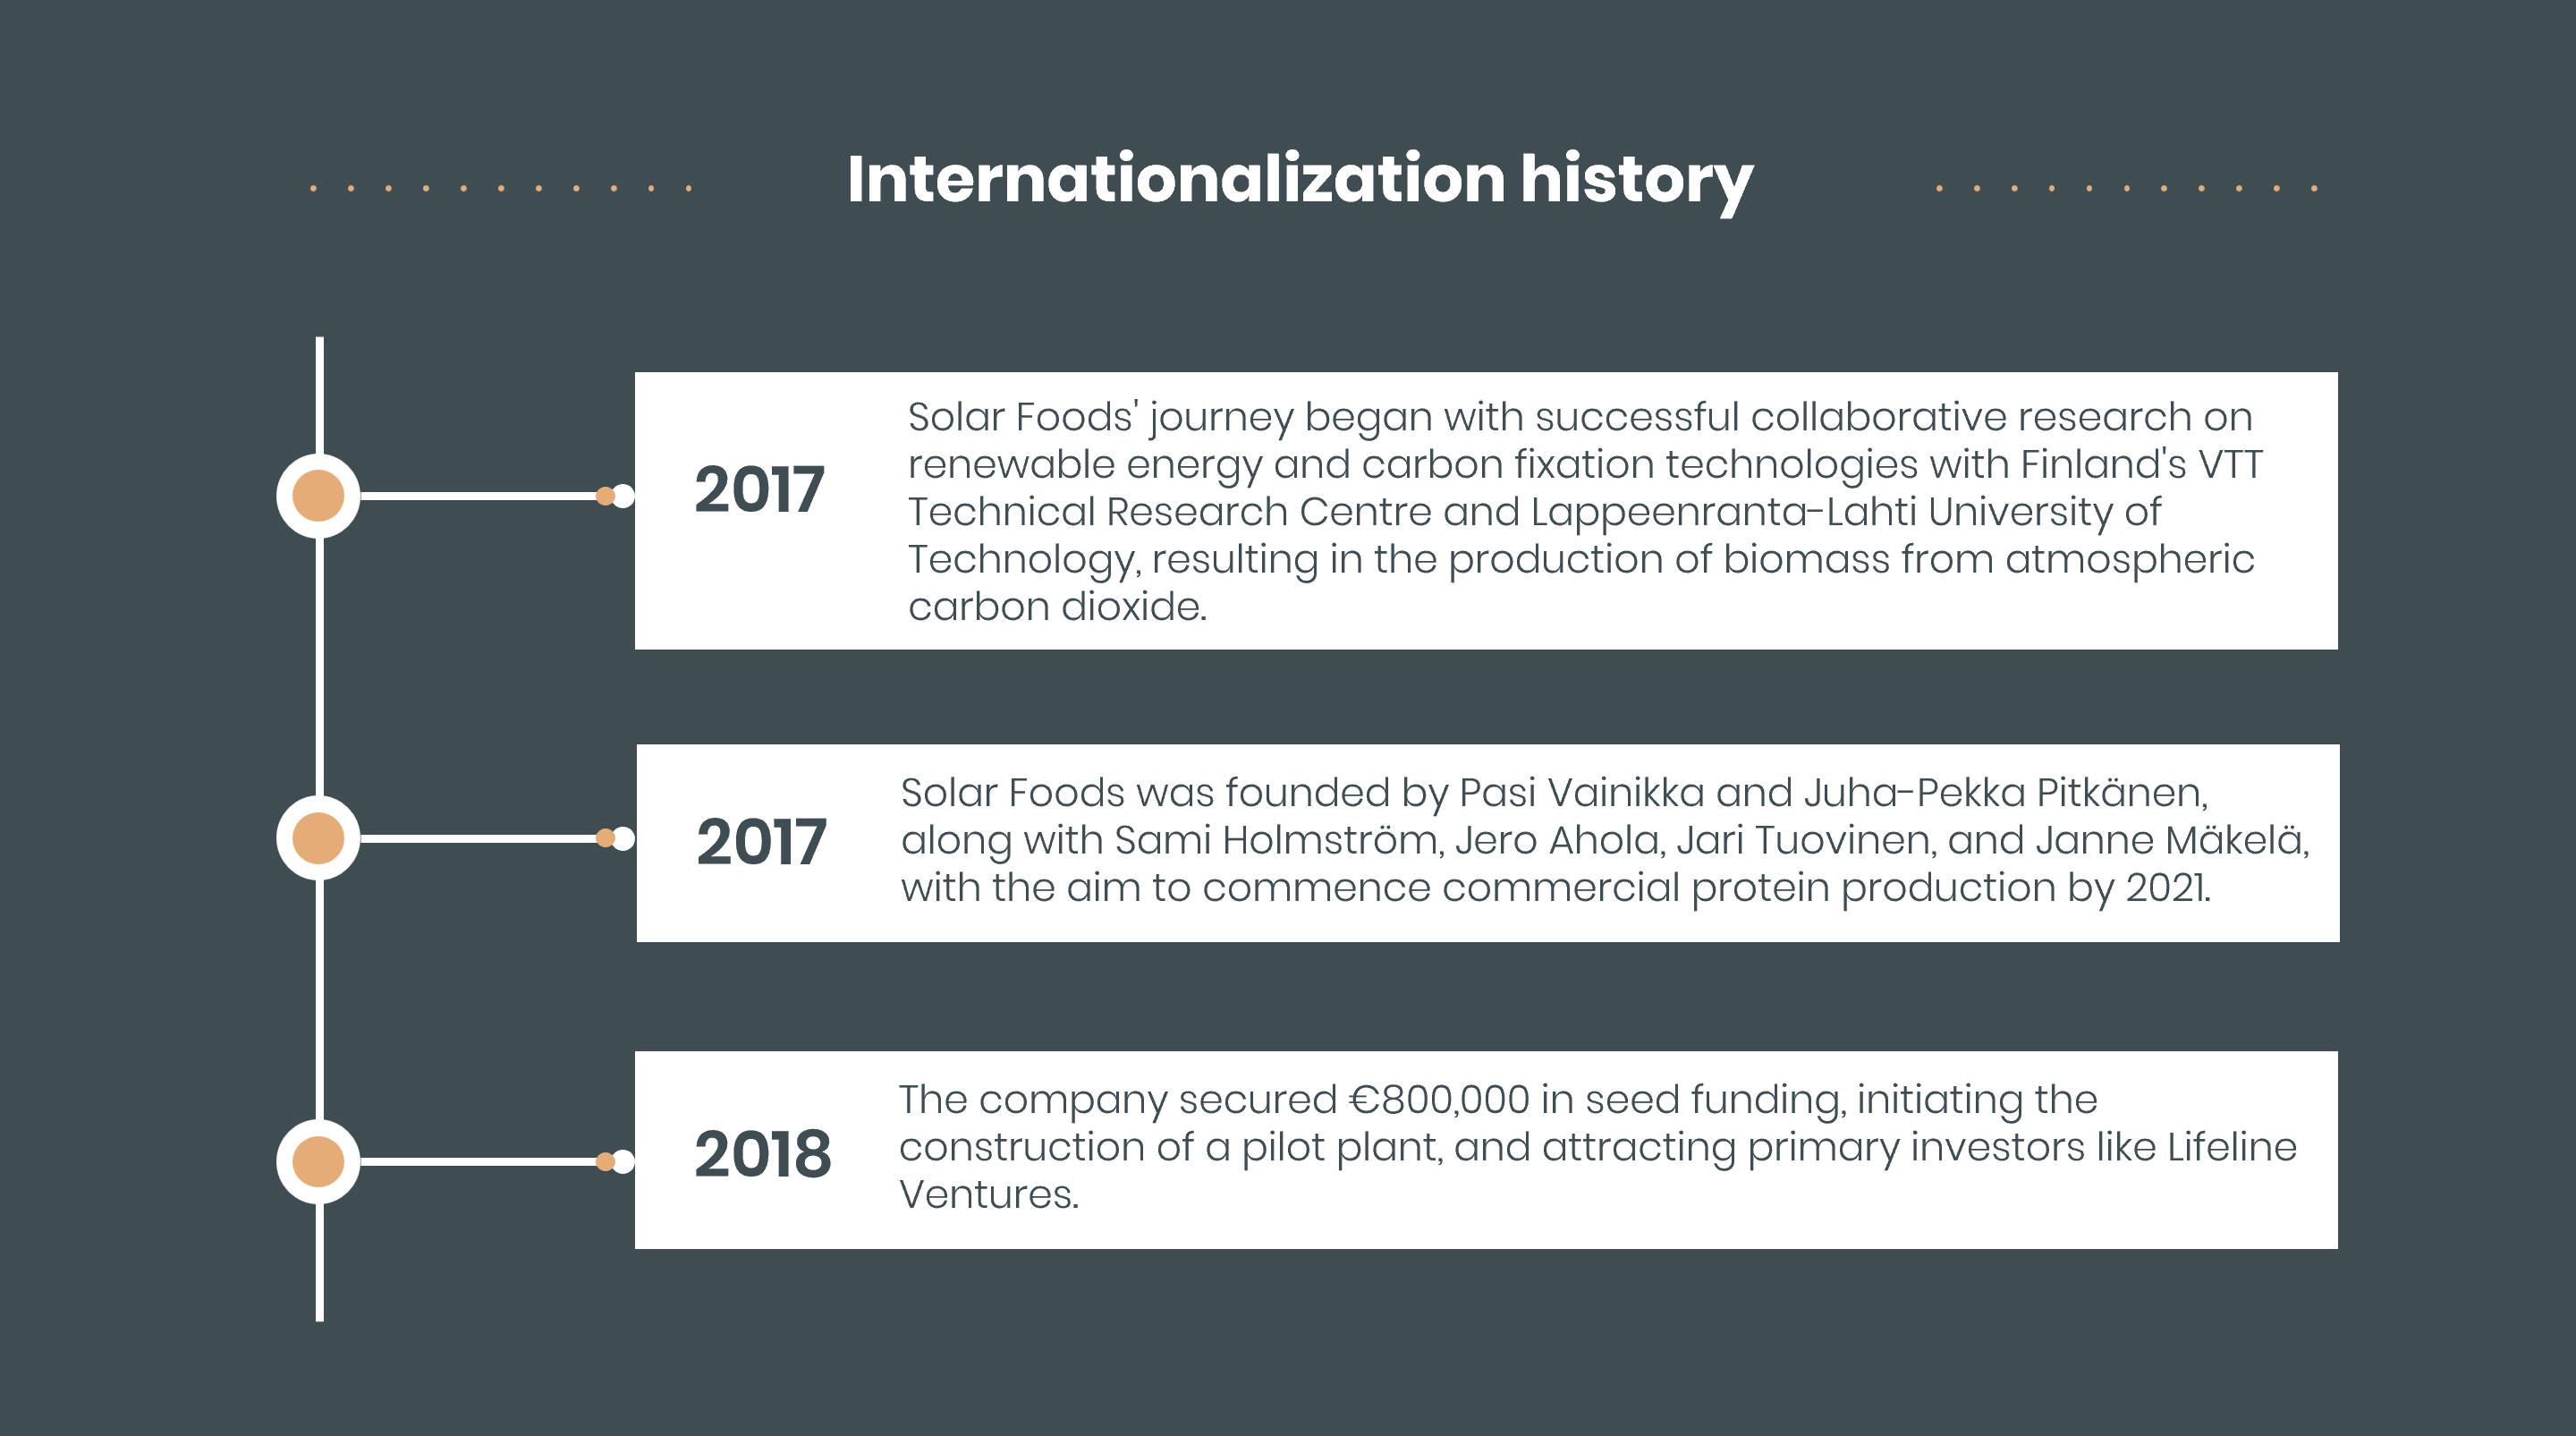 Internationalization history
2017
Solar Foods' journey began with successful collaborative research on
renewable energy and carbon fixation technologies with Finland's VTT
Technical Research Centre and Lappeenranta-Lahti University of
Technology, resulting in the production of biomass from atmospheric
carbon dioxide.
2017
Solar Foods was founded by Pasi Vainikka and Juha-Pekka Pitkänen,
along with Sami Holmström, Jero Ahola, Jari Tuovinen, and Janne Mäkelä,
with the aim to commence commercial protein production by 2021.
2018
The company secured €800,000 in seed funding, initiating the
construction of a pilot plant, and attracting primary investors like Lifeline
Ventures.